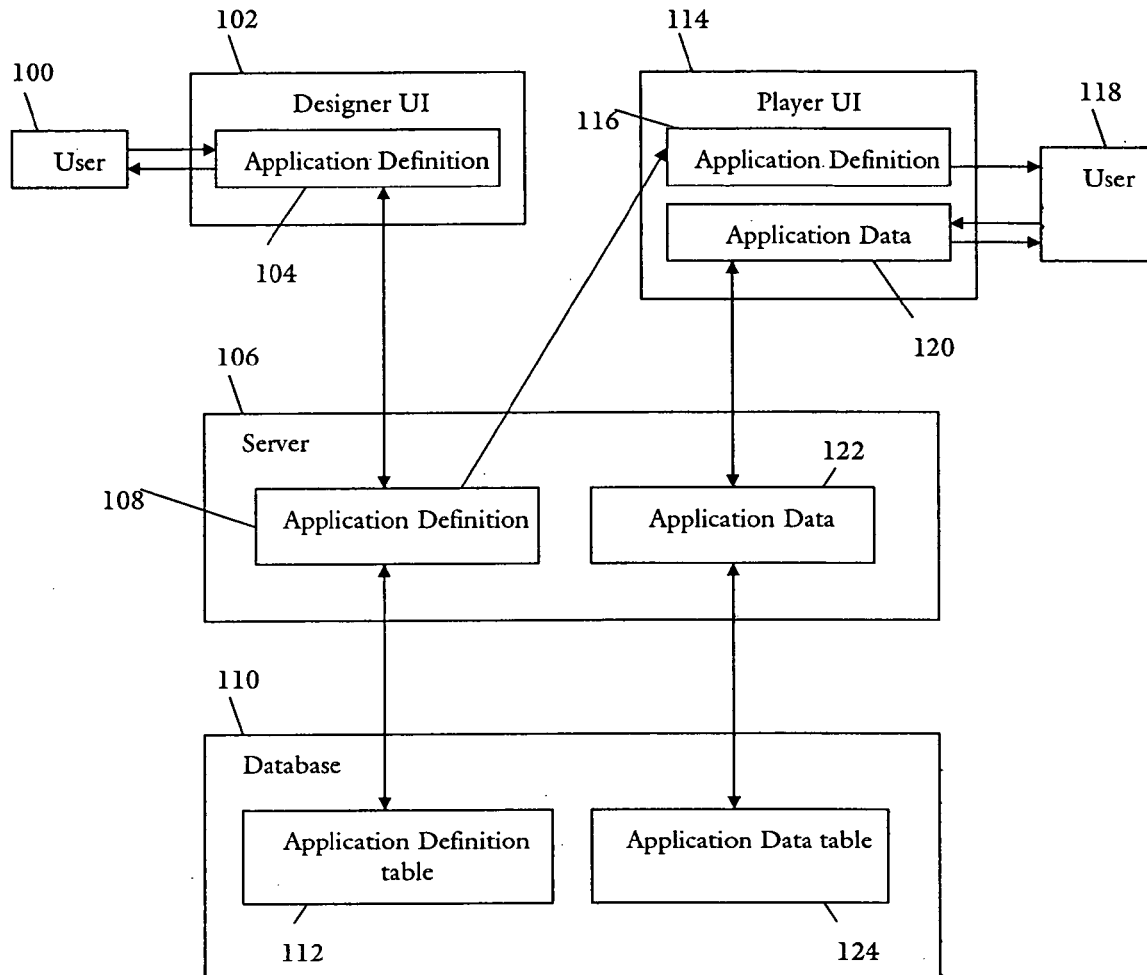 102
114
100
118
Designer UI
Player UI
116
User
Application Definition
Application Definition
User
Application Data
104
120
106
Server
122
108
Application Definition
Application Data
110
Database
Application Definition
table
Application Data table
112
124